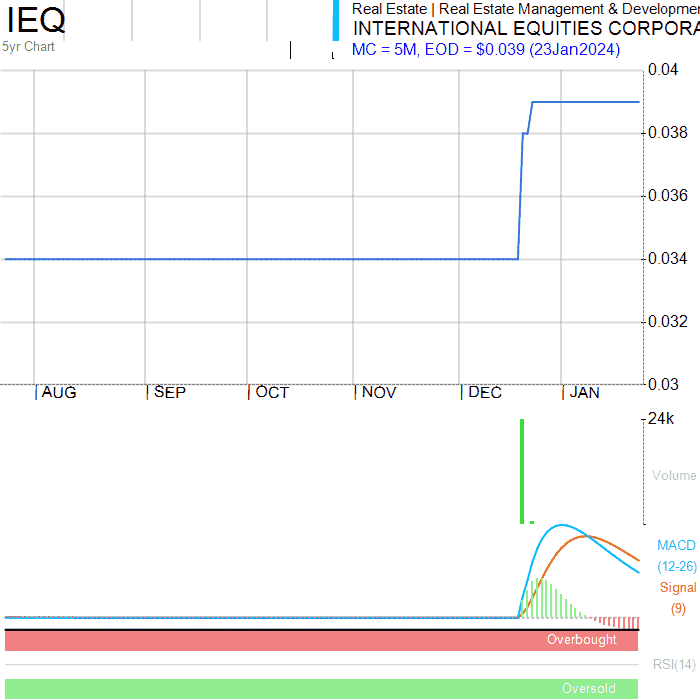 IEQ
5yr Chart
Real Estate | Real Estate Management & Developmen
INTERNATIONAL EQUITIES CORPORA
MC = 5M, EOD = $0.039 (23Jan2024)
0.04
0.038
0.036
0.034
0.032
0.03
AUG SEP OCT NOV DEC JAN
24k
Volume
MACD
(12-26)
Signal
(9)
Overbought
RSI(14)
Oversold